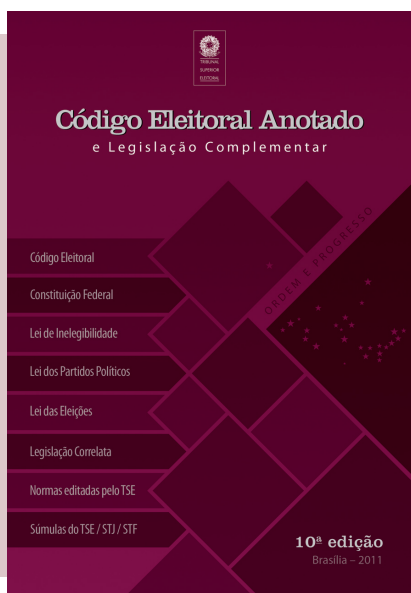 TRIBUNAL
SUPERIOR
ELEITORAL
Código Eleitoral Anotado
e Legislação Complementar
ORDEM E PROGRESSO
Código Eleitoral
Constituição Federal
Lei de Inelegibilidade
Lei dos Partidos Políticos
Lei das Eleições
Legislação Correlata
Normas editadas pelo TSE
Súmulas do TSE / STJ / STF
10ª edição
Brasília – 2011